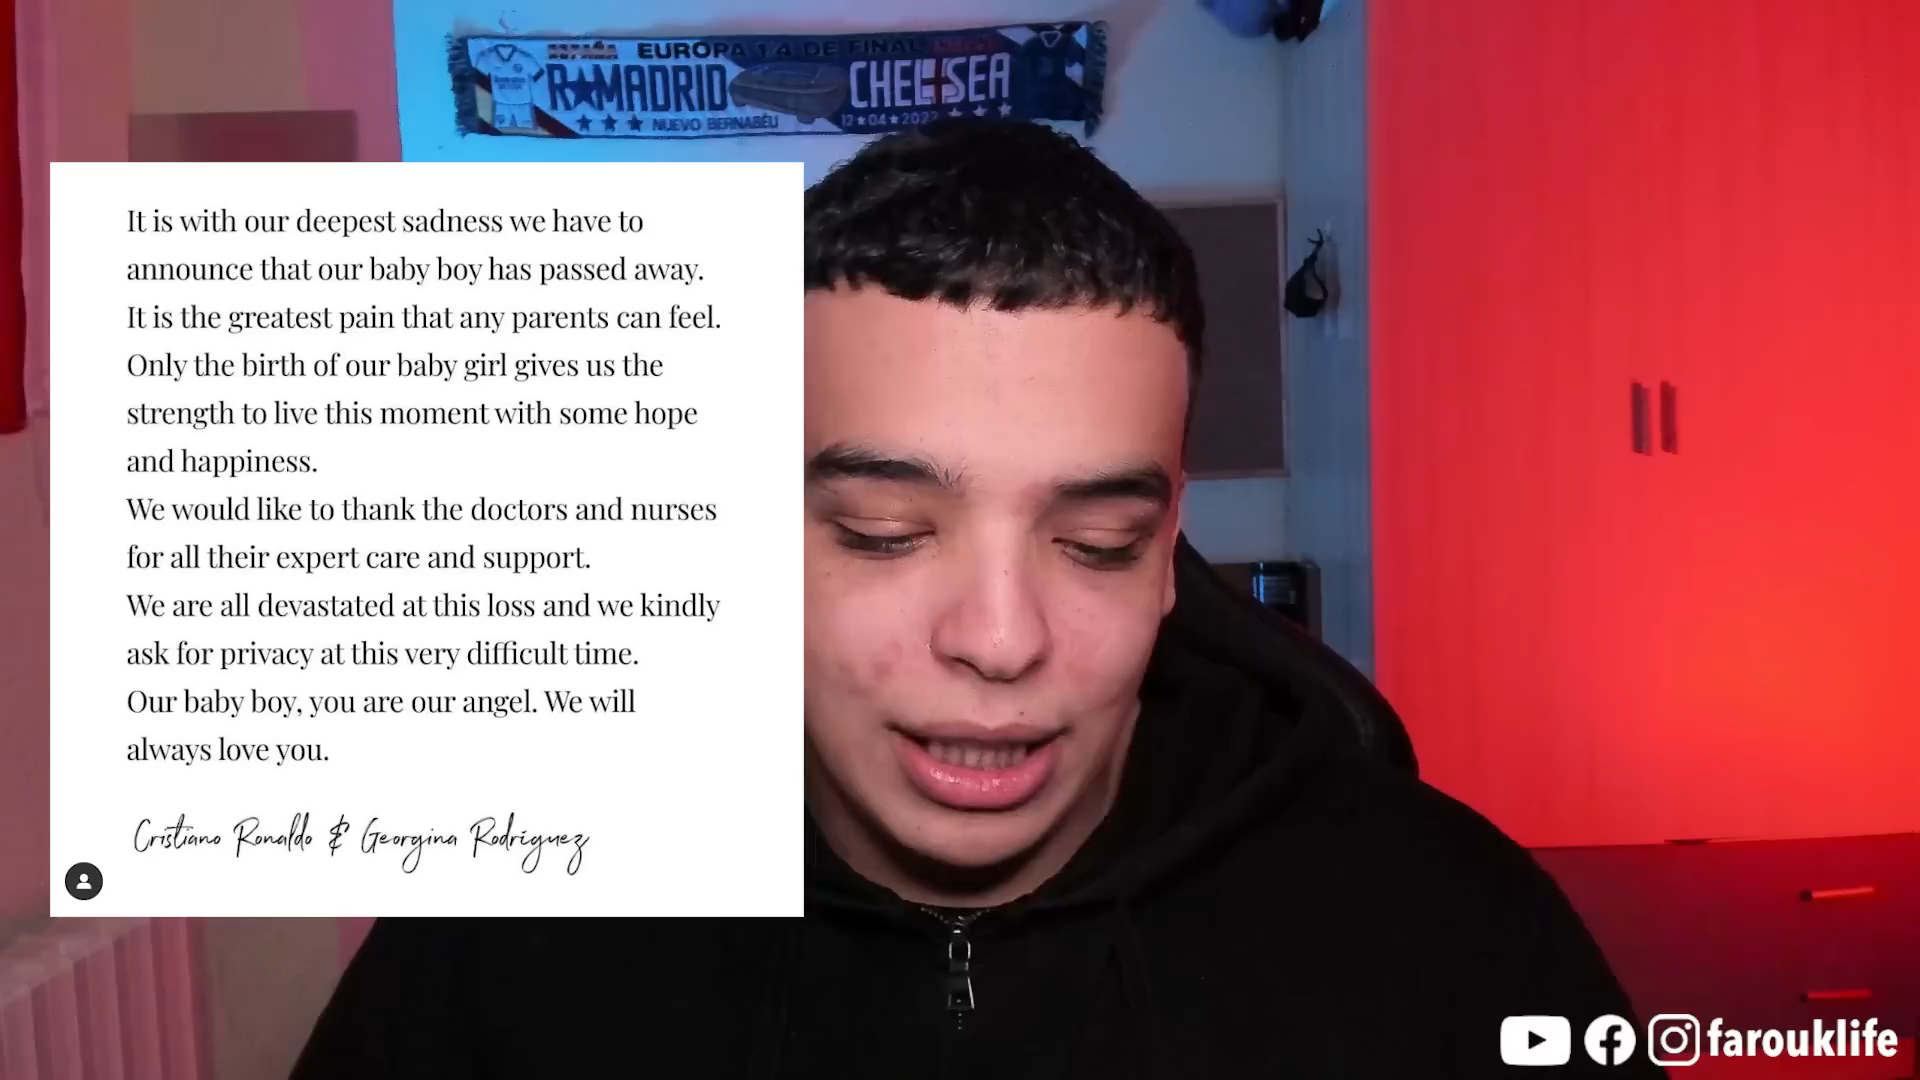 ESPAÑA EUROPA 1/4 DE FINAL
R★MADRID CHELSEA
★ ★ ★ NUEVO BERNABÉU 12★04★2022 ★ ★ ★
It is with our deepest sadness we have to
announce that our baby boy has passed away.
It is the greatest pain that any parents can feel.
Only the birth of our baby girl gives us the
strength to live this moment with some hope
and happiness.
We would like to thank the doctors and nurses
for all their expert care and support.
We are all devastated at this loss and we kindly
ask for privacy at this very difficult time.
Our baby boy, you are our angel. We will
always love you.
Cristiano Ronaldo & Georgina Rodríguez
farouklife